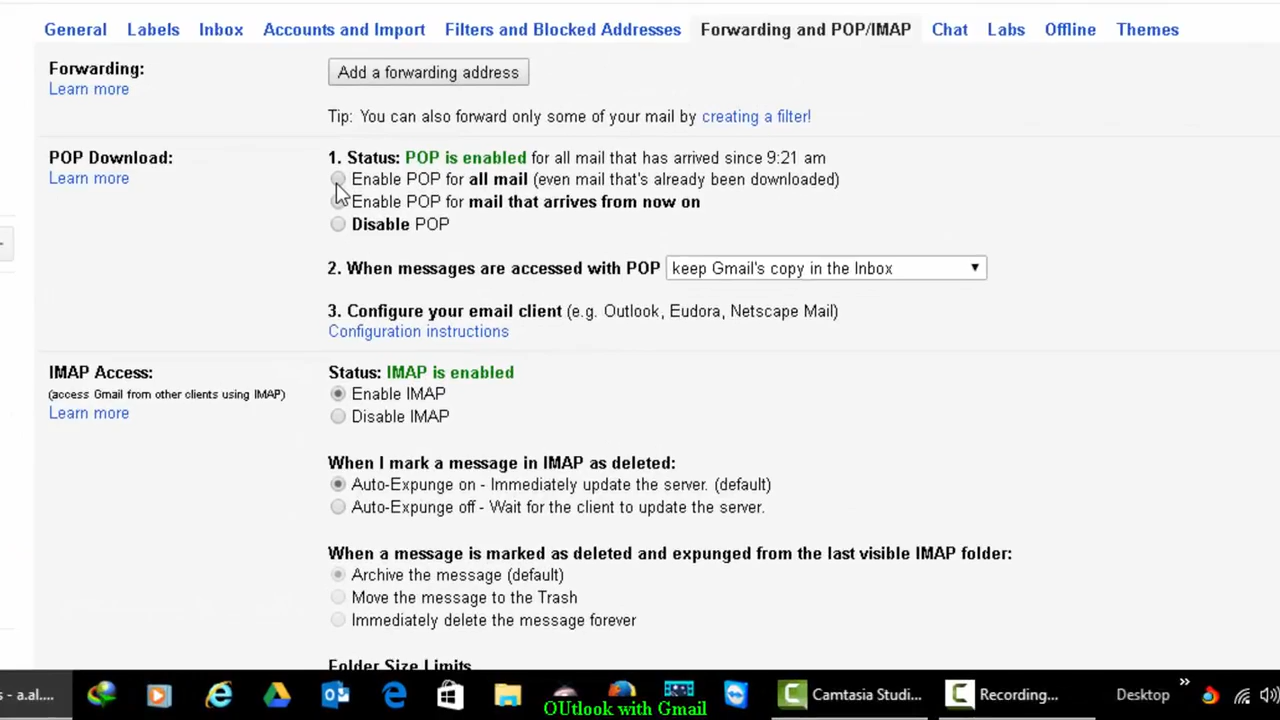 General Labels Inbox Accounts and Import Filters and Blocked Addresses Forwarding and POP/IMAP Chat Labs Offline Themes
Forwarding: Add a forwarding address
Learn more
Tip: You can also forward only some of your mail by creating a filter!
POP Download: 1. Status: POP is enabled for all mail that has arrived since 9:21 am
Learn more Enable POP for all mail (even mail that's already been downloaded)
Enable POP for mail that arrives from now on
Disable POP
2. When messages are accessed with POP keep Gmail's copy in the Inbox
3. Configure your email client (e.g. Outlook, Eudora, Netscape Mail)
Configuration instructions
IMAP Access: Status: IMAP is enabled
(access Gmail from other clients using IMAP) Enable IMAP
Learn more Disable IMAP
When I mark a message in IMAP as deleted:
Auto-Expunge on - Immediately update the server. (default)
Auto-Expunge off - Wait for the client to update the server.
When a message is marked as deleted and expunged from the last visible IMAP folder:
Archive the message (default)
Move the message to the Trash
Immediately delete the message forever
Folder Size Limits
s - a.al.... Camtasia Studi... Recording... Desktop
OUtlook with Gmail